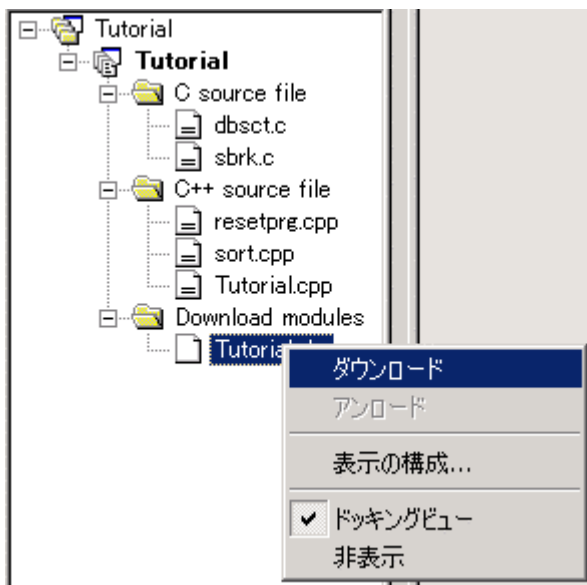 Tutorial
Tutorial
C source file
dbsct.c
sbrk.c
C++ source file
resetprg.cpp
sort.cpp
Tutorial.cpp
Download modules
ダウンロード
アンロード
表示の構成...
ドッキングビュー
非表示